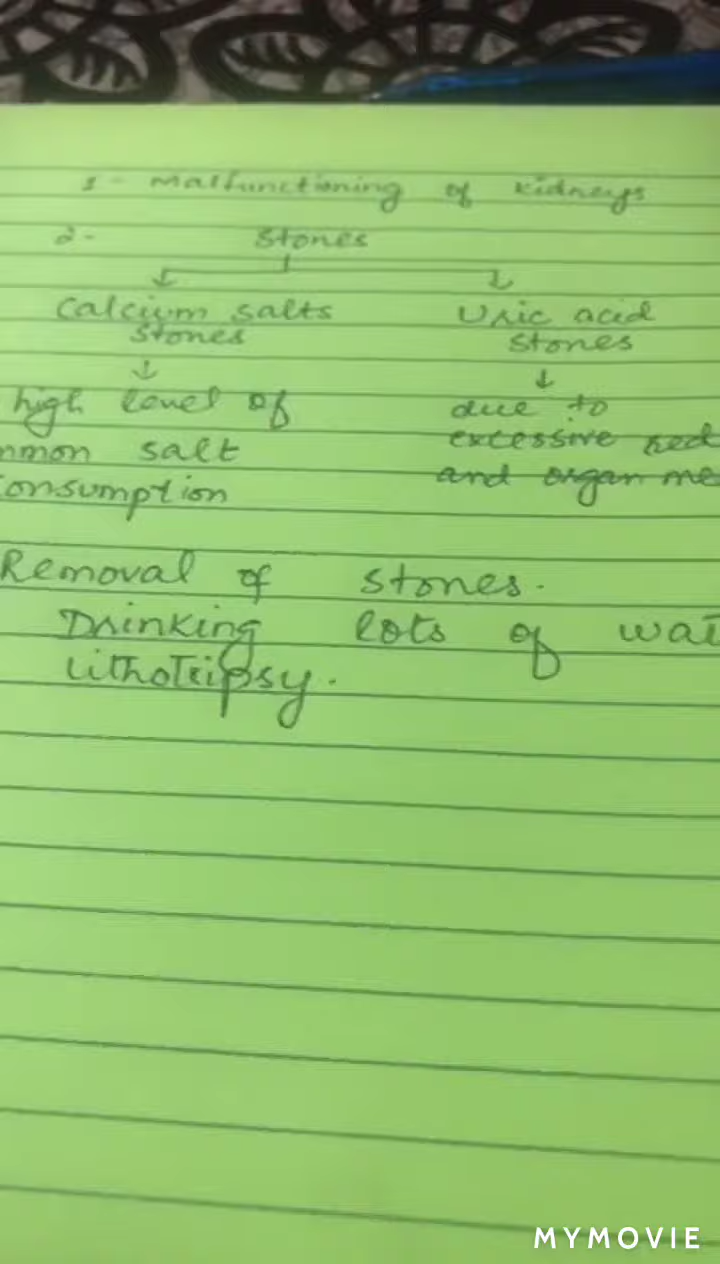 1- Malfunctioning of kidneys
2- Stones
Calcium salts Uric acid
Stones Stones
high level of due to
mmon salt excessive red
consumption and organ me
Removal of stones.
Drinking lots of wat
Lithotripsy.
MYMOVIE